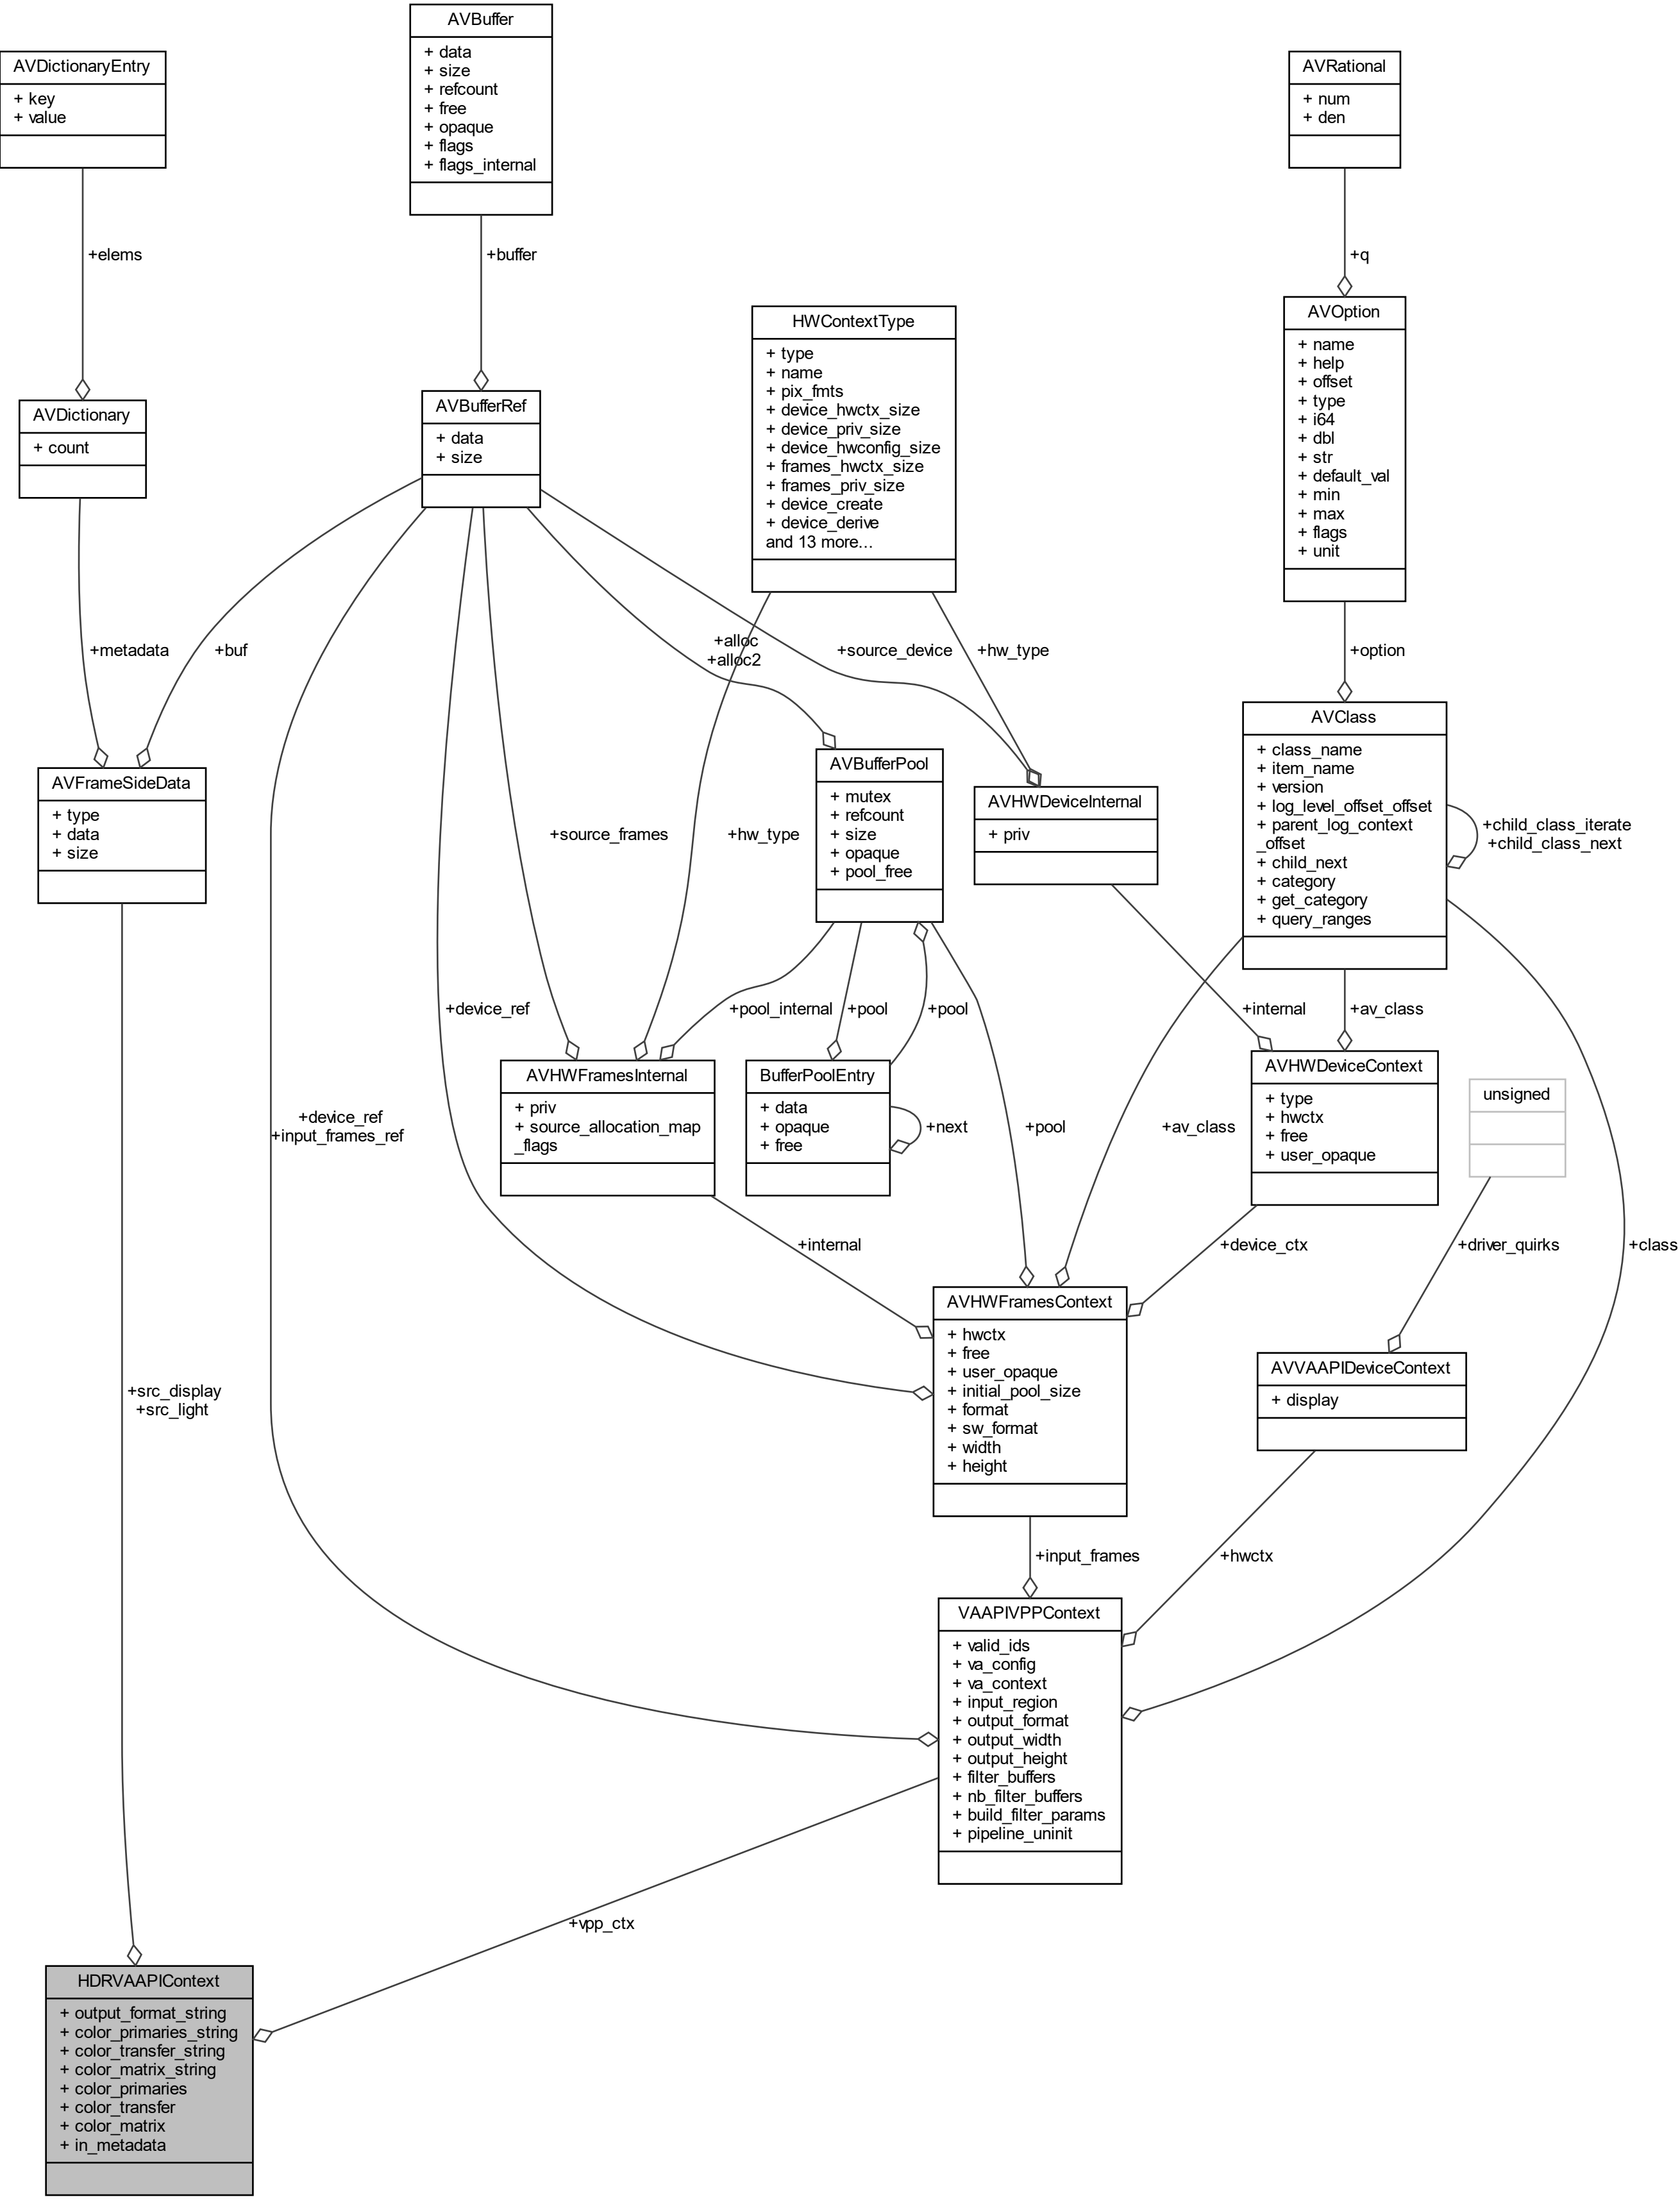 AVBuffer
+ data
+ size
+ refcount
+ free
+ opaque
+ flags
+ flags_internal
AVDictionaryEntry
+ key
+ value
AVRational
+ num
+ den
+elems
+buffer
+q
AVOption
+ name
+ help
+ offset
+ type
+ i64
+ dbl
+ str
+ default_val
+ min
+ max
+ flags
+ unit
HWContextType
+ type
+ name
+ pix_fmts
+ device_hwctx_size
+ device_priv_size
+ device_hwconfig_size
+ frames_hwctx_size
+ frames_priv_size
+ device_create
+ device_derive
and 13 more...
AVBufferRef
+ data
+ size
AVDictionary
+ count
+metadata
+buf
+alloc
+alloc2
+source_device
+hw_type
+option
AVClass
+ class_name
+ item_name
+ version
+ log_level_offset_offset
+ parent_log_context
_offset
+ child_next
+ category
+ get_category
+ query_ranges
+child_class_iterate
+child_class_next
AVFrameSideData
+ type
+ data
+ size
AVBufferPool
+ mutex
+ refcount
+ size
+ opaque
+ pool_free
AVHWDeviceInternal
+ priv
+source_frames
+hw_type
+device_ref
+pool_internal
+pool
+pool
+internal
+av_class
AVHWFramesInternal
+ priv
+ source_allocation_map
_flags
BufferPoolEntry
+ data
+ opaque
+ free
+next
AVHWDeviceContext
+ type
+ hwctx
+ free
+ user_opaque
unsigned
+device_ref
+input_frames_ref
+pool
+av_class
+internal
+device_ctx
+driver_quirks
+class
AVHWFramesContext
+ hwctx
+ free
+ user_opaque
+ initial_pool_size
+ format
+ sw_format
+ width
+ height
AVVAAPIDeviceContext
+ display
+src_display
+src_light
+input_frames
+hwctx
VAAPIVPPContext
+ valid_ids
+ va_config
+ va_context
+ input_region
+ output_format
+ output_width
+ output_height
+ filter_buffers
+ nb_filter_buffers
+ build_filter_params
+ pipeline_uninit
+vpp_ctx
HDRVAAPIContext
+ output_format_string
+ color_primaries_string
+ color_transfer_string
+ color_matrix_string
+ color_primaries
+ color_transfer
+ color_matrix
+ in_metadata